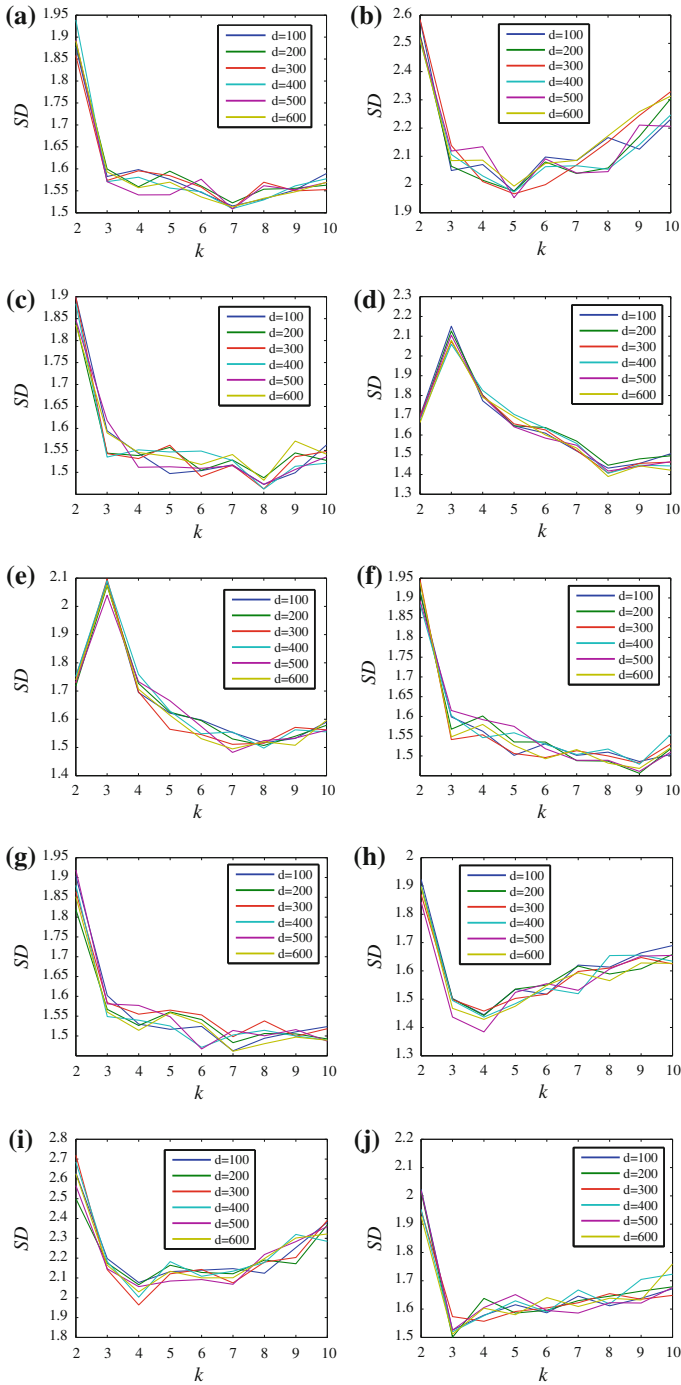 (a)
1.95
1.9
1.85
1.8
1.75
1.7
1.65
1.6
1.55
1.5
SD
2 3 4 5 6 7 8 9 10
k
d=100
d=200
d=300
d=400
d=500
d=600
(b)
2.6
2.5
2.4
2.3
2.2
2.1
2
1.9
SD
2 3 4 5 6 7 8 9 10
k
d=100
d=200
d=300
d=400
d=500
d=600
(c)
1.9
1.85
1.8
1.75
1.7
1.65
1.6
1.55
1.5
SD
2 3 4 5 6 7 8 9 10
k
d=100
d=200
d=300
d=400
d=500
d=600
(d)
2.3
2.2
2.1
2
1.9
1.8
1.7
1.6
1.5
1.4
1.3
SD
2 3 4 5 6 7 8 9 10
k
d=100
d=200
d=300
d=400
d=500
d=600
(e)
2.1
2
1.9
1.8
1.7
1.6
1.5
1.4
SD
2 3 4 5 6 7 8 9 10
k
d=100
d=200
d=300
d=400
d=500
d=600
(f)
1.95
1.9
1.85
1.8
1.75
1.7
1.65
1.6
1.55
1.5
SD
2 3 4 5 6 7 8 9 10
k
d=100
d=200
d=300
d=400
d=500
d=600
(g)
1.95
1.9
1.85
1.8
1.75
1.7
1.65
1.6
1.55
1.5
SD
2 3 4 5 6 7 8 9 10
k
d=100
d=200
d=300
d=400
d=500
d=600
(h)
2
1.9
1.8
1.7
1.6
1.5
1.4
1.3
SD
2 3 4 5 6 7 8 9 10
k
d=100
d=200
d=300
d=400
d=500
d=600
(i)
2.8
2.7
2.6
2.5
2.4
2.3
2.2
2.1
2
1.9
1.8
SD
2 3 4 5 6 7 8 9 10
k
d=100
d=200
d=300
d=400
d=500
d=600
(j)
2.2
2.1
2
1.9
1.8
1.7
1.6
1.5
SD
2 3 4 5 6 7 8 9 10
k
d=100
d=200
d=300
d=400
d=500
d=600